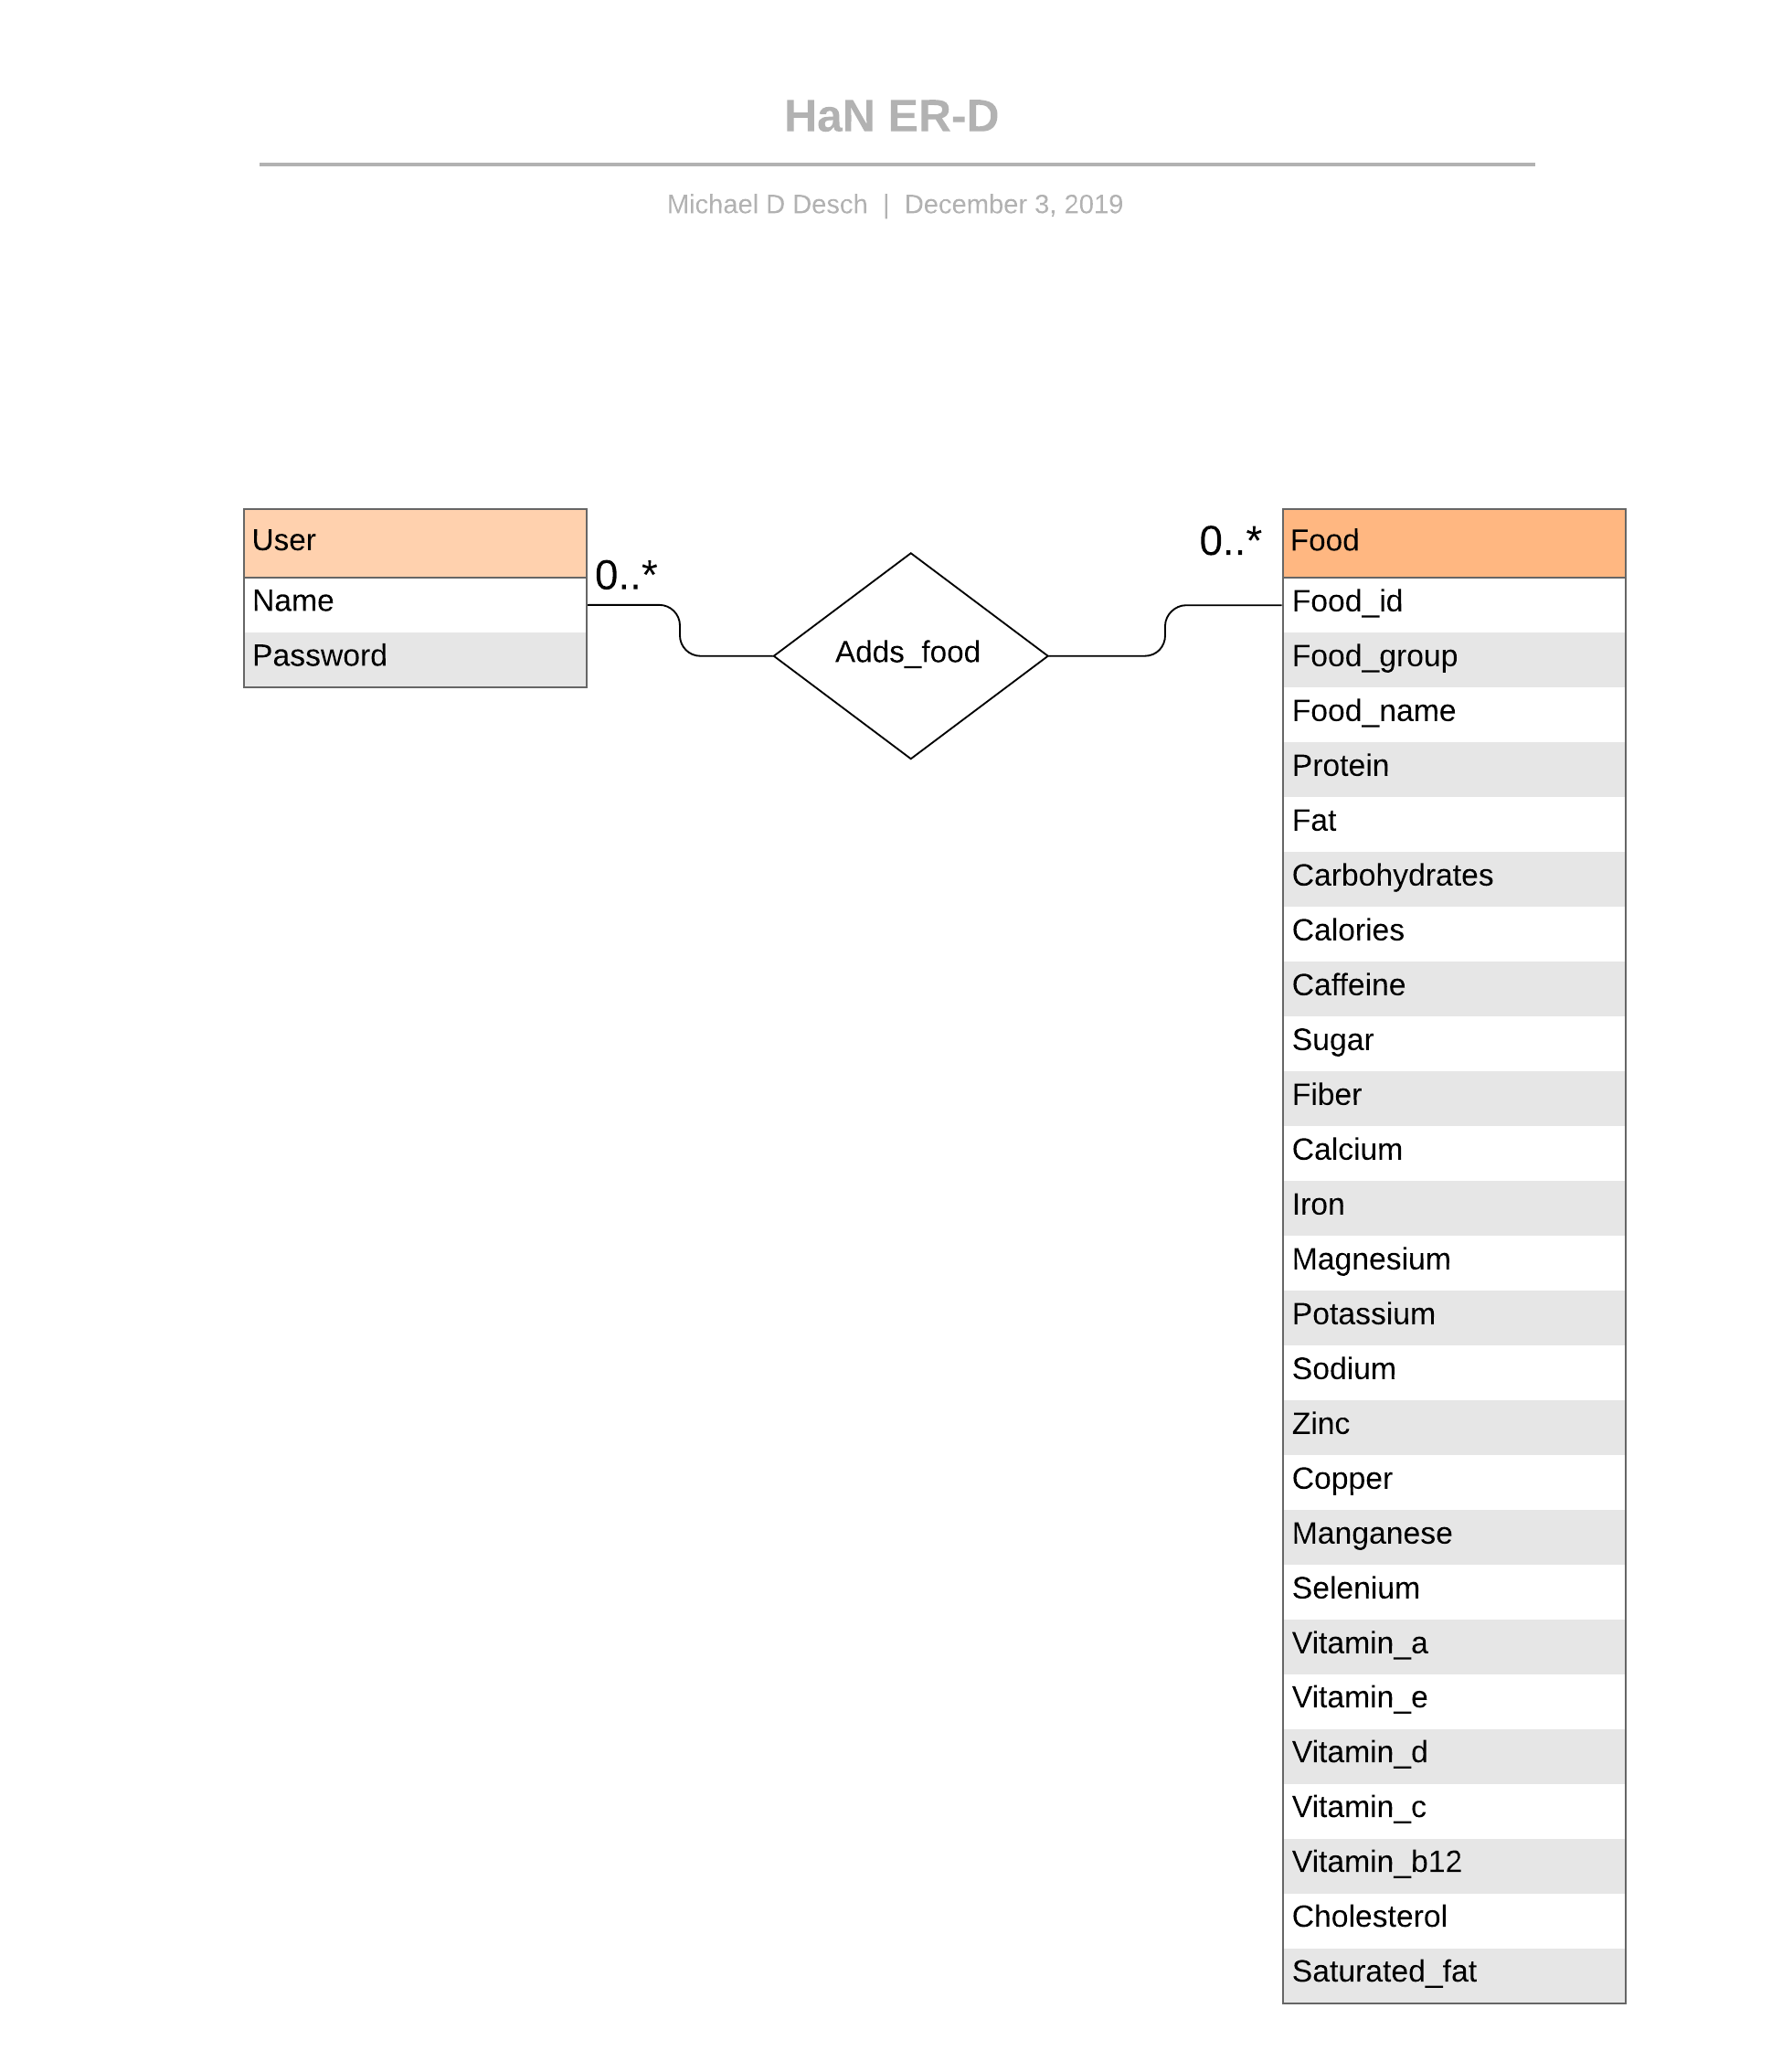 HaN ER-D
Michael D Desch | December 3, 2019
User
Name
Password
0..*
Adds_food
0..*
Food
Food_id
Food_group
Food_name
Protein
Fat
Carbohydrates
Calories
Caffeine
Sugar
Fiber
Calcium
Iron
Magnesium
Potassium
Sodium
Zinc
Copper
Manganese
Selenium
Vitamin_a
Vitamin_e
Vitamin_d
Vitamin_c
Vitamin_b12
Cholesterol
Saturated_fat